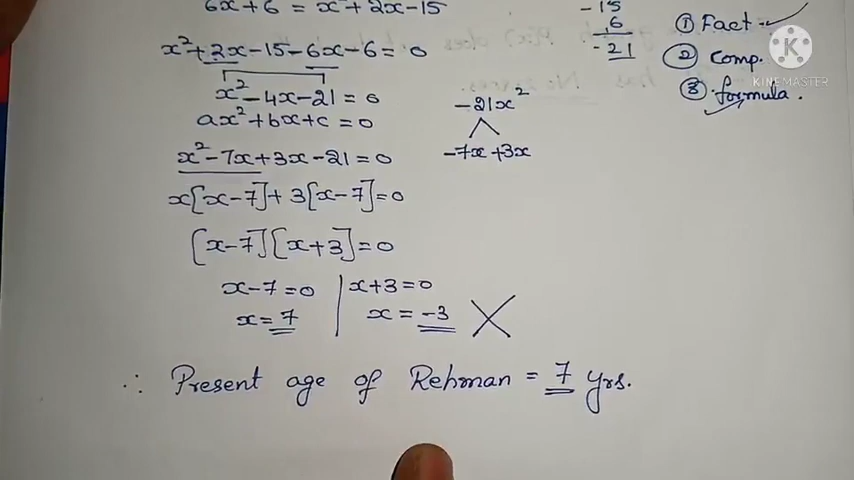 6x + 6 = x² + 2x - 15
x² + 2x - 15 - 6x - 6 = 0
x² - 4x - 21 = 0
ax² + bx + c = 0
x² - 7x + 3x - 21 = 0
x[x - 7] + 3[x - 7] = 0
[x - 7][x + 3] = 0
x - 7 = 0 | x + 3 = 0
x = 7 | x = -3
∴ Present age of Rehman = 7 yrs.
-15
6
-21
-21x²
-7x +3x
① Fact.
② Comp.
③ formula.
KINEMASTER